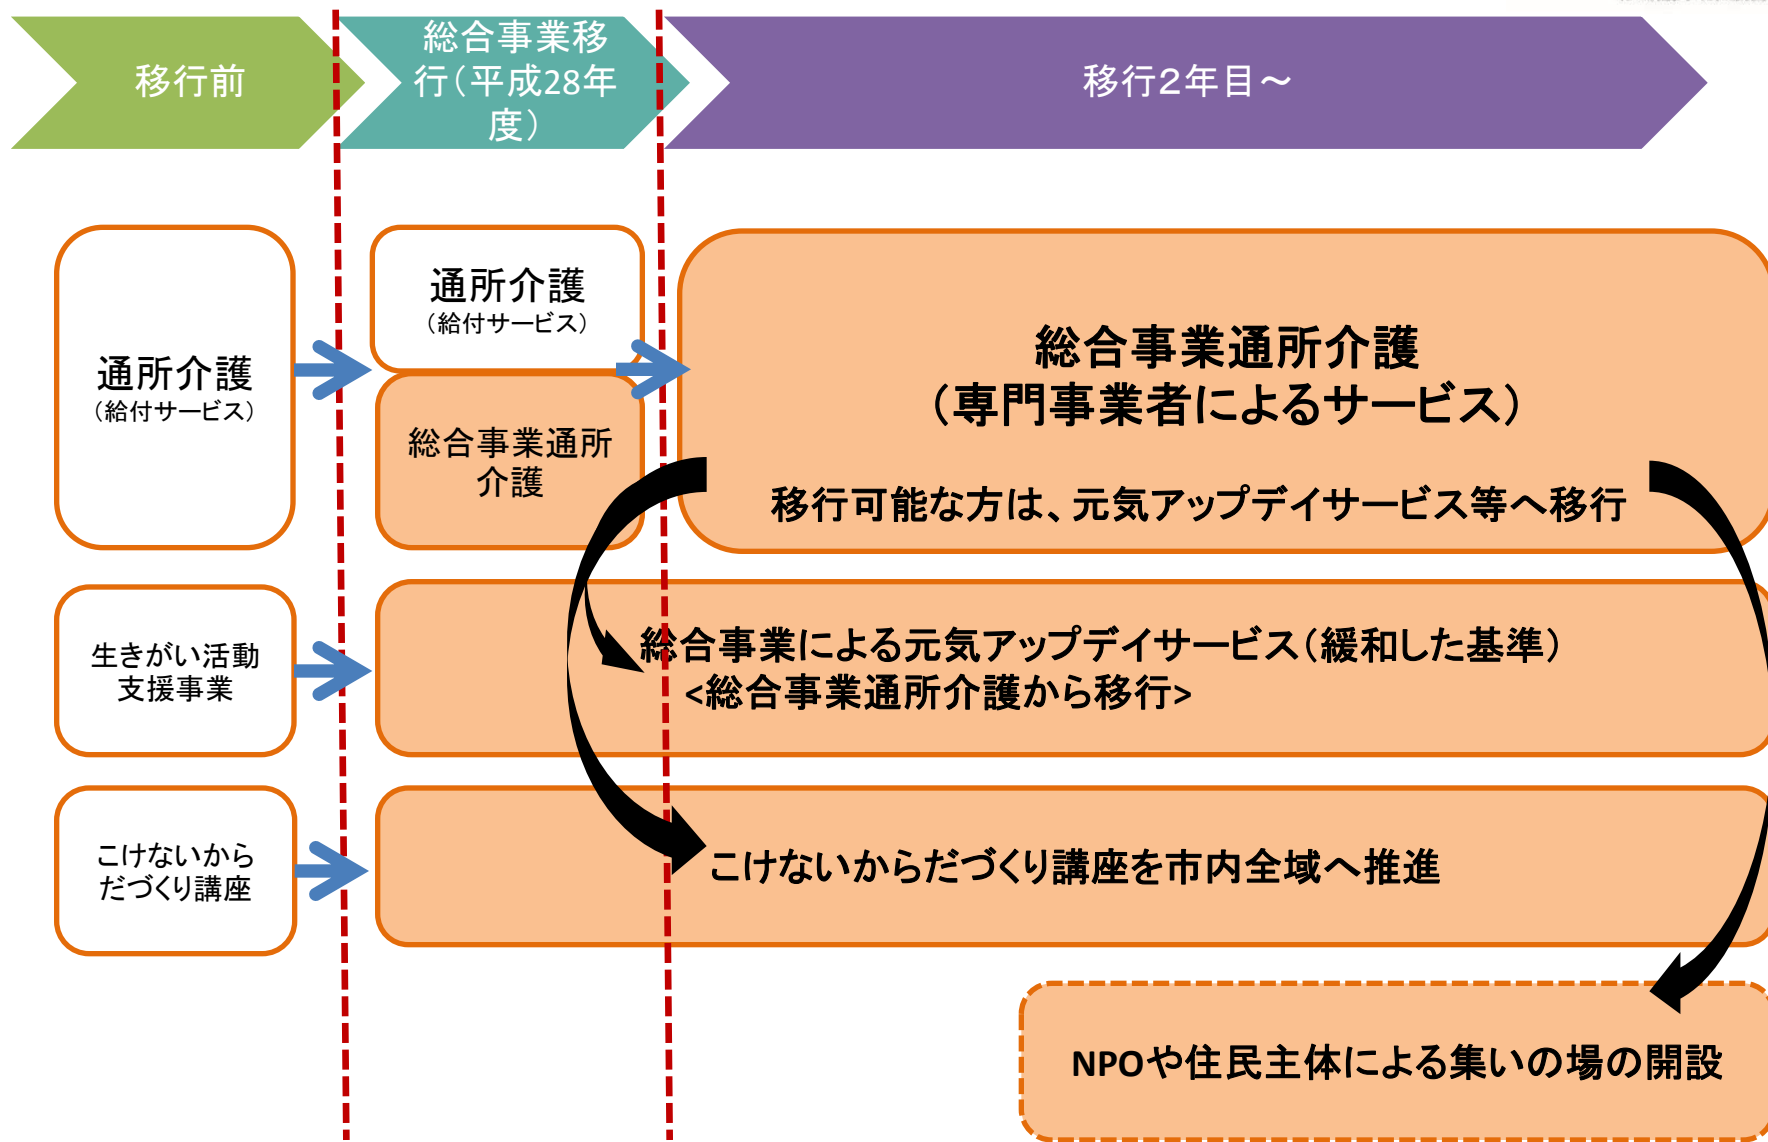 移行前
総合事業移
行（平成28年
度）
移行２年目～
通所介護
（給付サービス）
通所介護
（給付サービス）
総合事業通所
介護
総合事業通所介護
（専門事業者によるサービス）
移行可能な方は、元気アップデイサービス等へ移行
生きがい活動
支援事業
総合事業による元気アップデイサービス（緩和した基準）
<総合事業通所介護から移行>
こけないから
だづくり講座
こけないからだづくり講座を市内全域へ推進
NPOや住民主体による集いの場の開設